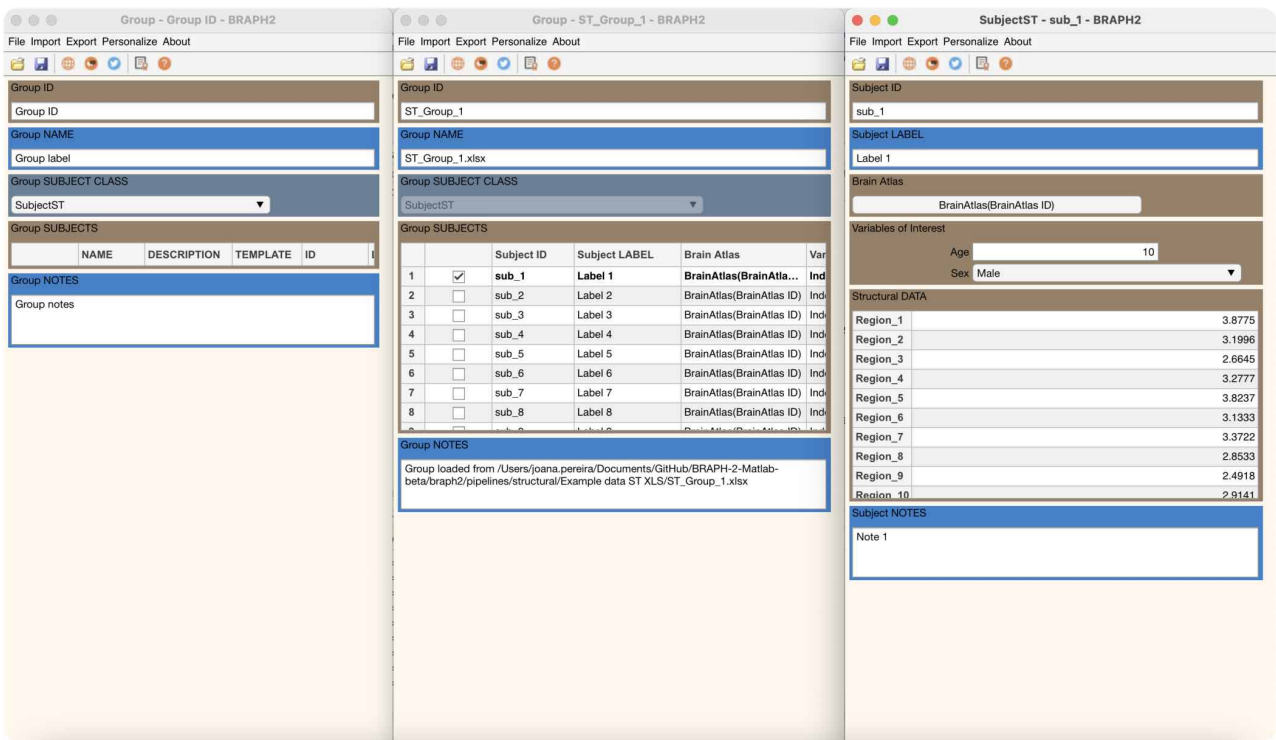 Group - Group ID - BRAPH2
File Import Export Personalize About
Group ID
Group ID
Group NAME
Group label
Group SUBJECT CLASS
SubjectST
Group SUBJECTS
NAME DESCRIPTION TEMPLATE ID
Group NOTES
Group notes
Group - ST_Group_1 - BRAPH2
File Import Export Personalize About
Group ID
ST_Group_1
Group NAME
ST_Group_1.xlsx
Group SUBJECT CLASS
SubjectST
Group SUBJECTS
Subject ID Subject LABEL Brain Atlas Var
1 sub_1 Label 1 BrainAtlas(BrainAtla... Ind
2 sub_2 Label 2 BrainAtlas(BrainAtlas ID) Ind
3 sub_3 Label 3 BrainAtlas(BrainAtlas ID) Ind
4 sub_4 Label 4 BrainAtlas(BrainAtlas ID) Ind
5 sub_5 Label 5 BrainAtlas(BrainAtlas ID) Ind
6 sub_6 Label 6 BrainAtlas(BrainAtlas ID) Ind
7 sub_7 Label 7 BrainAtlas(BrainAtlas ID) Ind
8 sub_8 Label 8 BrainAtlas(BrainAtlas ID) Ind
Group NOTES
Group loaded from /Users/joana.pereira/Documents/GitHub/BRAPH-2-Matlab-
beta/braph2/pipelines/structural/Example data ST XLS/ST_Group_1.xlsx
SubjectST - sub_1 - BRAPH2
File Import Export Personalize About
Subject ID
sub_1
Subject LABEL
Label 1
Brain Atlas
BrainAtlas(BrainAtlas ID)
Variables of Interest
Age 10
Sex Male
Structural DATA
Region_1 3.8775
Region_2 3.1996
Region_3 2.6645
Region_4 3.2777
Region_5 3.8237
Region_6 3.1333
Region_7 3.3722
Region_8 2.8533
Region_9 2.4918
Region_10 2.9141
Subject NOTES
Note 1